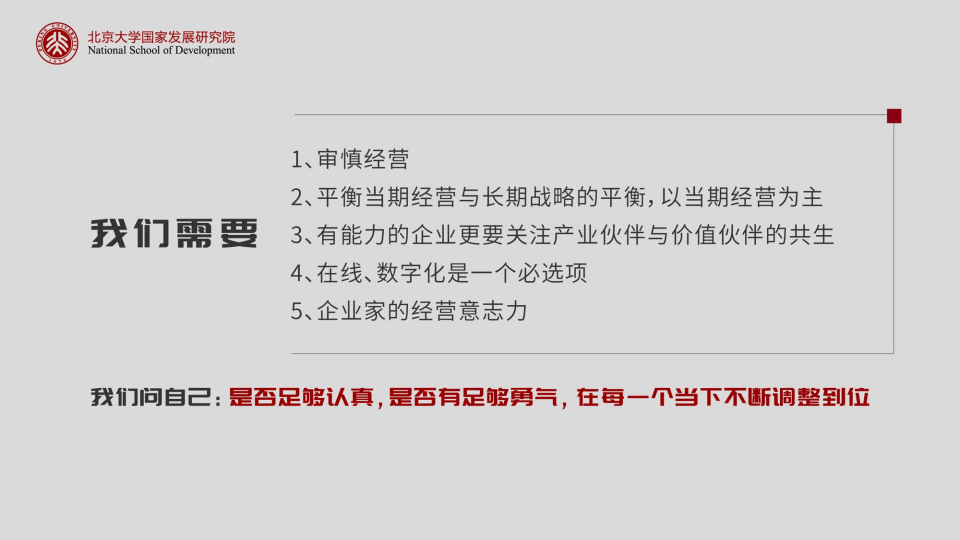 北京大学国家发展研究院
National School of Development
我们需要
1、审慎经营
2、平衡当期经营与长期战略的平衡，以当期经营为主
3、有能力的企业更要关注产业伙伴与价值伙伴的共生
4、在线、数字化是一个必选项
5、企业家的经营意志力
我们问自己：是否足够认真，是否有足够勇气，在每一个当下不断调整到位